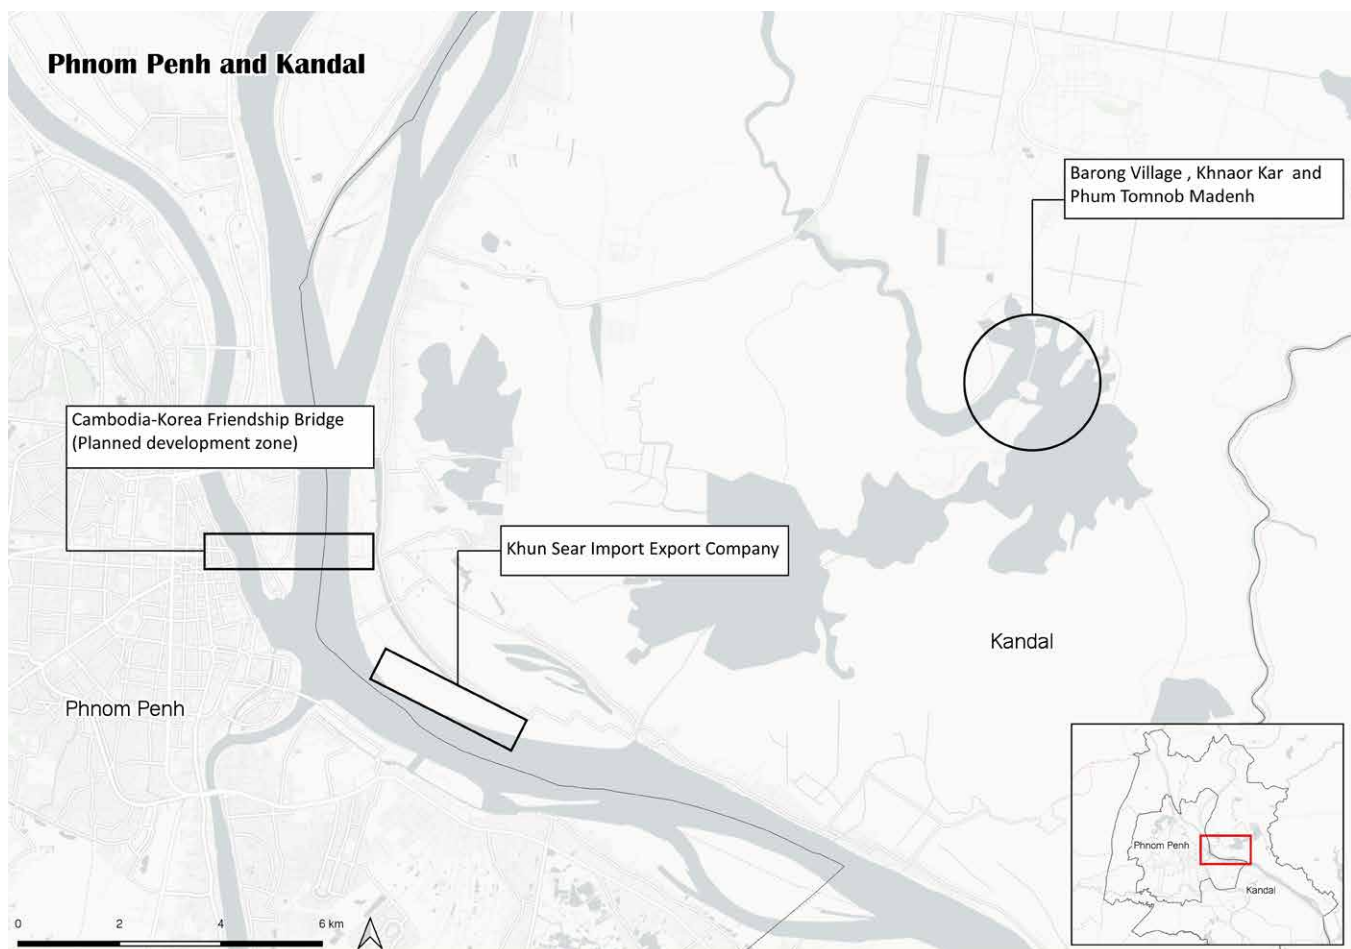 Phnom Penh and Kandal
Barong Village , Khnaor Kar and
Phum Tomnob Madenh
Cambodia-Korea Friendship Bridge
(Planned development zone)
Khun Sear Import Export Company
Kandal
Phnom Penh
Phnom Penh
Kandal
0 2 4 6 km